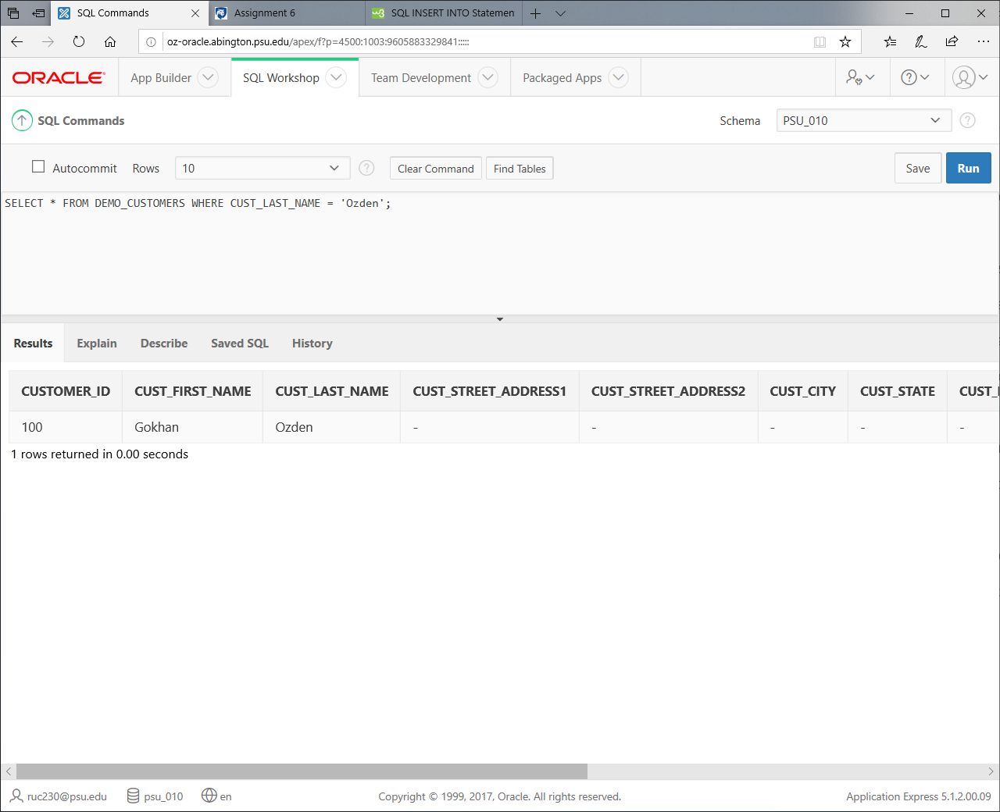 SQL Commands
Assignment 6
SQL INSERT INTO Statemen
oz-oracle.abington.psu.edu/apex/f?p=4500:1003:9605883329841:::::
ORACLE
App Builder
SQL Workshop
Team Development
Packaged Apps
SQL Commands
Schema
PSU_010
Autocommit
Rows
10
Clear Command
Find Tables
Save
Run
SELECT * FROM DEMO_CUSTOMERS WHERE CUST_LAST_NAME = 'Ozden';
Results
Explain
Describe
Saved SQL
History
CUSTOMER_ID CUST_FIRST_NAME CUST_LAST_NAME CUST_STREET_ADDRESS1 CUST_STREET_ADDRESS2 CUST_CITY CUST_STATE CUST_
100 Gokhan Ozden - - - - -
1 rows returned in 0.00 seconds
ruc230@psu.edu
psu_010
en
Copyright © 1999, 2017, Oracle. All rights reserved.
Application Express 5.1.2.00.09